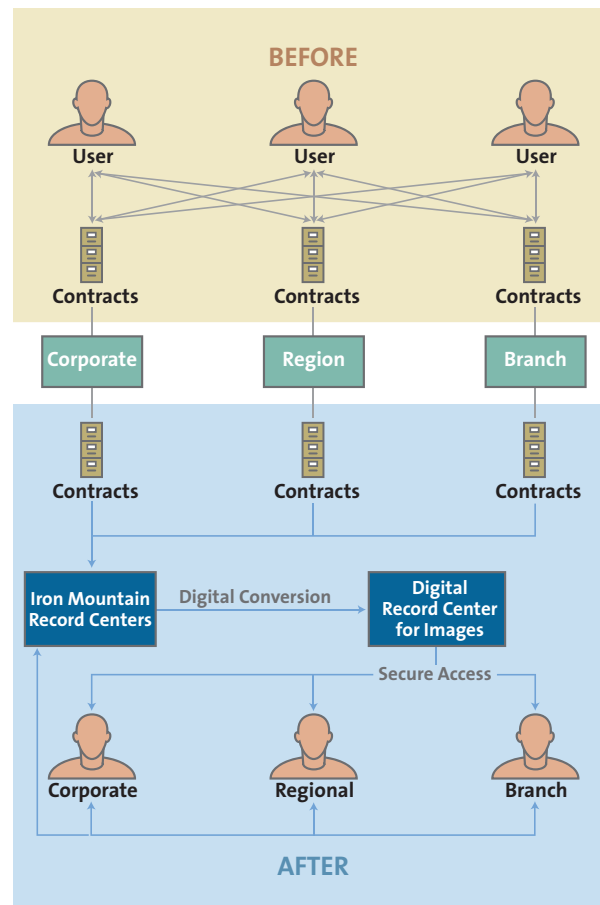 BEFORE
User
User
User
Contracts
Contracts
Contracts
Corporate
Region
Branch
Contracts
Contracts
Contracts
Iron Mountain
Record Centers
Digital Conversion
Digital
Record Center
for Images
Secure Access
Corporate
Regional
Branch
AFTER